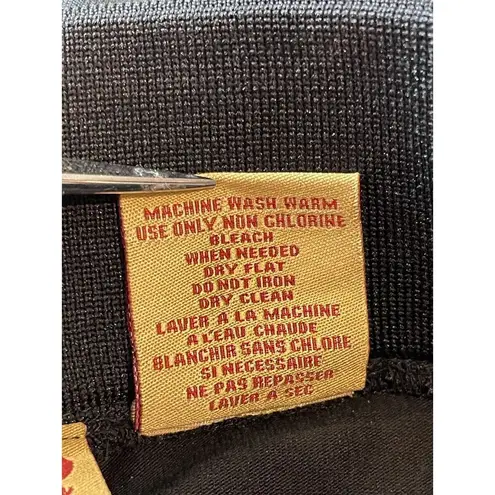 MACHINE WASH WARM
USE ONLY NON CHLORINE
BLEACH
WHEN NEEDED
DRY FLAT
DO NOT IRON
DRY CLEAN
LAVER A LA MACHINE
A L'EAU CHAUDE
BLANCHIR SANS CHLORE
SI NECESSAIRE
NE PAS REPASSER
LAVER A SEC